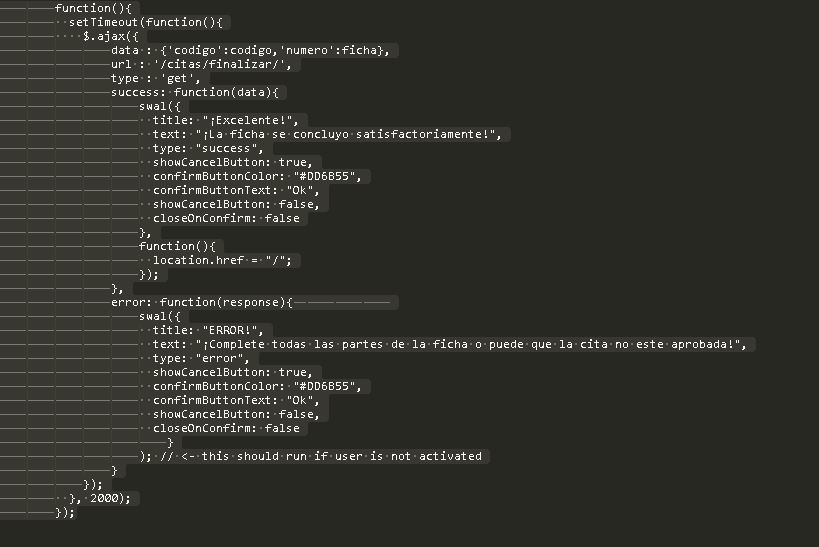 function(){
setTimeout(function(){
$.ajax({
data : {'codigo':codigo,'numero':ficha},
url : '/citas/finalizar/',
type : 'get',
success: function(data){
swal({
title: "¡Excelente!",
text: "¡La ficha se concluyo satisfactoriamente!",
type: "success",
showCancelButton: true,
confirmButtonColor: "#DD6B55",
confirmButtonText: "Ok",
showCancelButton: false,
closeOnConfirm: false
},
function(){
location.href = "/";
});
},
error: function(response){
swal({
title: "ERROR!",
text: "¡Complete todas las partes de la ficha o puede que la cita no este aprobada!",
type: "error",
showCancelButton: true,
confirmButtonColor: "#DD6B55",
confirmButtonText: "Ok",
showCancelButton: false,
closeOnConfirm: false
}
); // <- this should run if user is not activated
}
});
}, 2000);
});